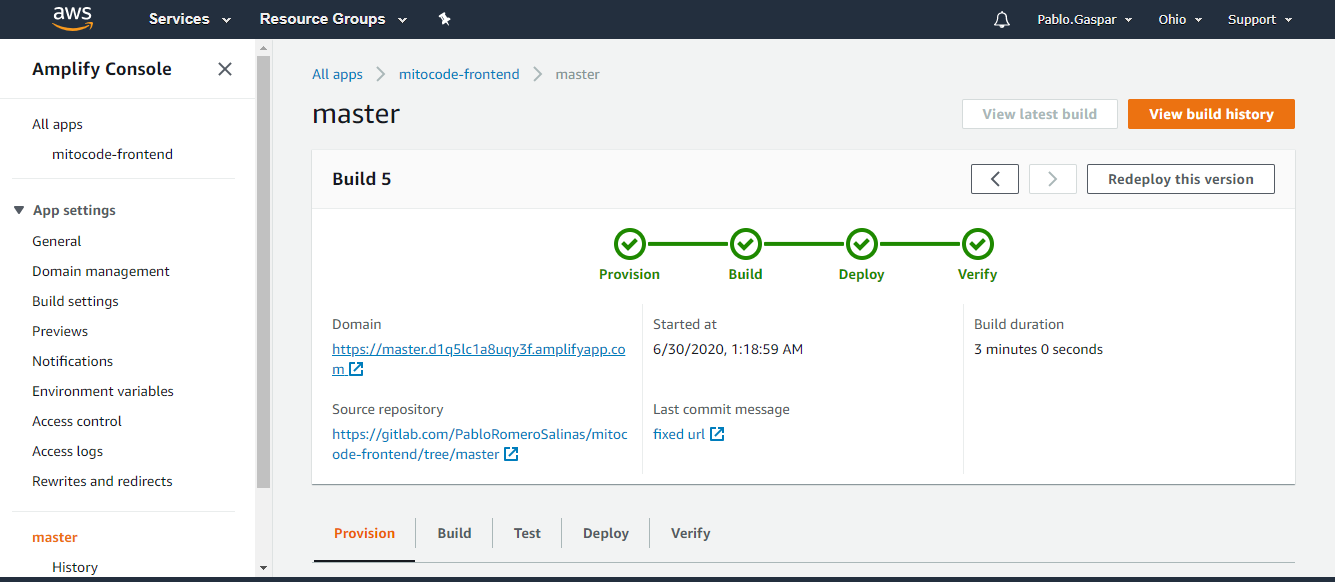 aws Services Resource Groups Pablo.Gaspar Ohio Support
Amplify Console
All apps
mitocode-frontend
App settings
General
Domain management
Build settings
Previews
Notifications
Environment variables
Access control
Access logs
Rewrites and redirects
master
History
All apps mitocode-frontend master
master
View latest build View build history
Build 5
Redeploy this version
Provision Build Deploy Verify
Domain
https://master.d1q5lc1a8uqy3f.amplifyapp.co
m
Started at
6/30/2020, 1:18:59 AM
Build duration
3 minutes 0 seconds
Source repository
https://gitlab.com/PabloRomeroSalinas/mitoc
ode-frontend/tree/master
Last commit message
fixed url
Provision Build Test Deploy Verify